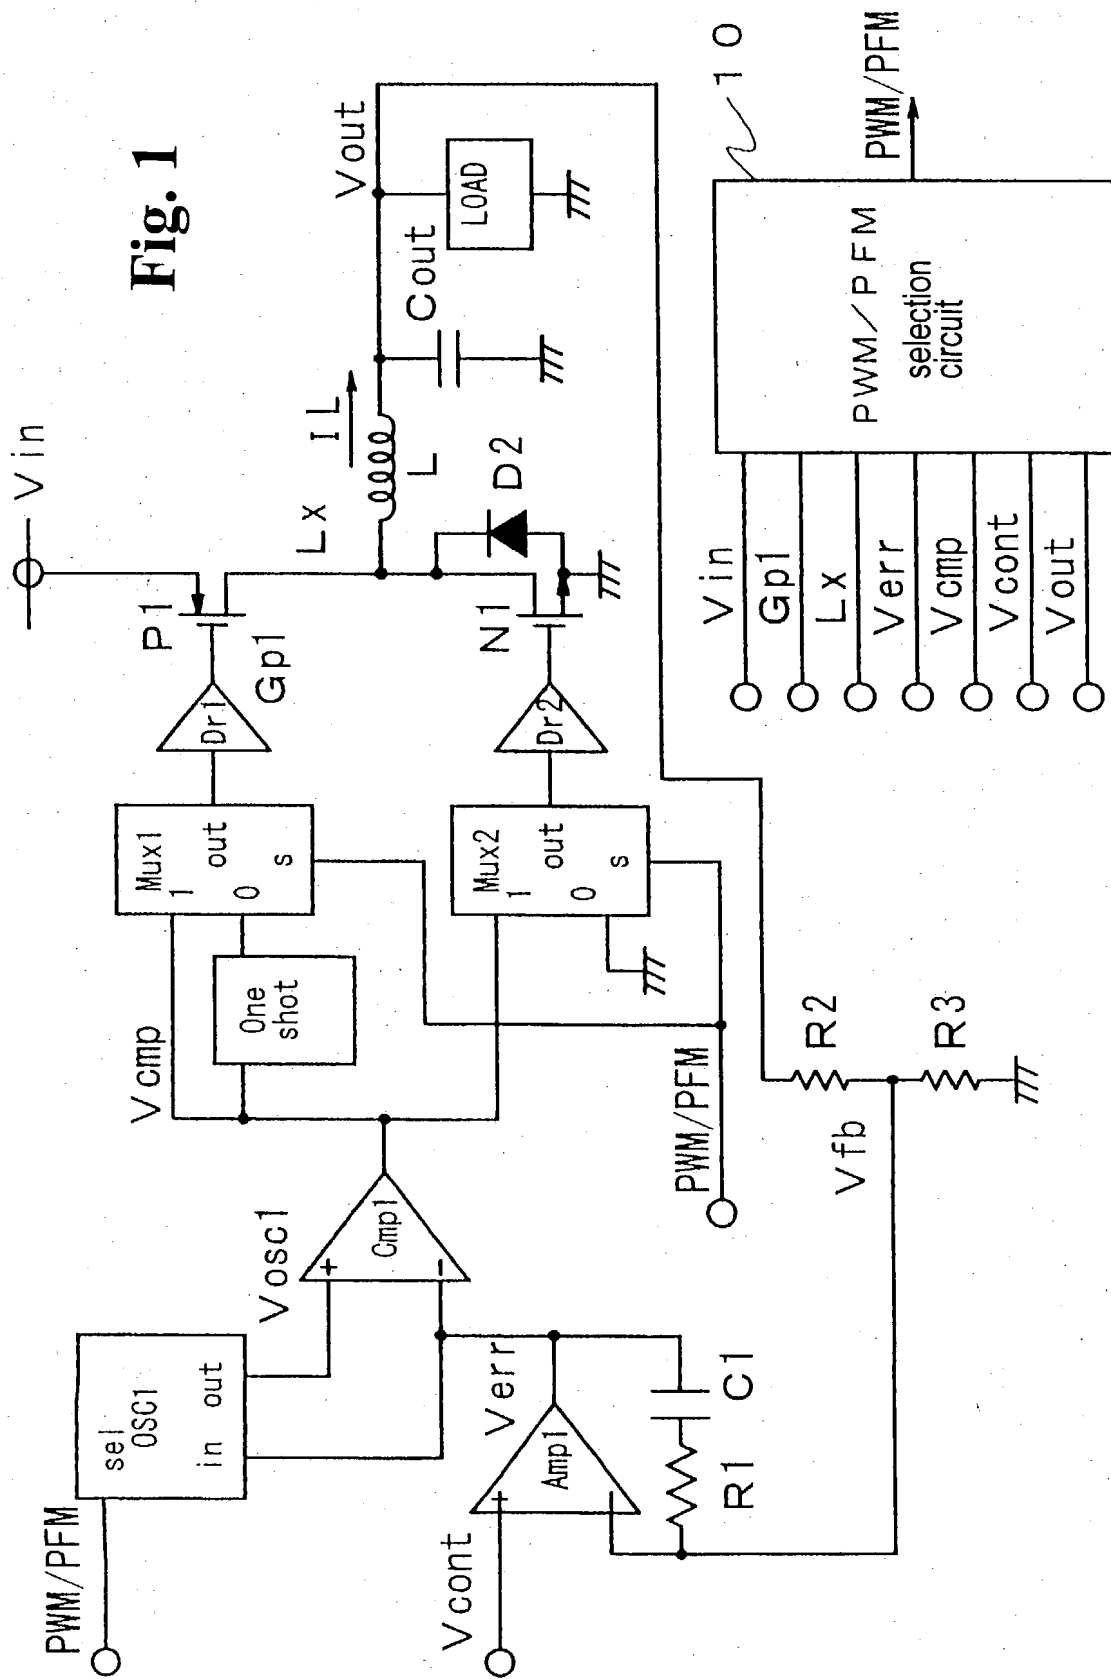 Fig. 1
Vin
PWM/PFM
sel
OSC1
in out
Vosc1
+
-
Cmp1
Vcmp
One
shot
Mux1
1
out
0
s
Dr1
P1
Gp1
Lx
IL
L
Vout
Cout
LOAD
D2
N1
Dr2
Mux2
1
out
0
s
Vcont
+
-
Amp1
Verr
R1
C1
PWM/PFM
Vfb
R2
R3
Vin
Gp1
Lx
Verr
Vcmp
Vcont
Vout
PWM/PFM
selection
circuit
PWM/PFM
10